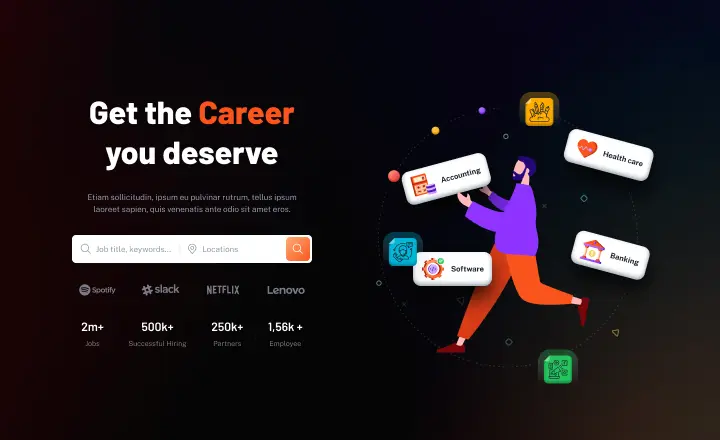 Get the Career
you deserve
Etiam sollicitudin, ipsum eu pulvinar rutrum, tellus ipsum
laoreet sapien, quis venenatis ante odio sit amet eros.
Job title, keywords... Locations
Spotify slack NETFLIX Lenovo
2m+ 500k+ 250k+ 1,56k +
Jobs Successful Hiring Partners Employee
Health care
Accounting
Banking
Software